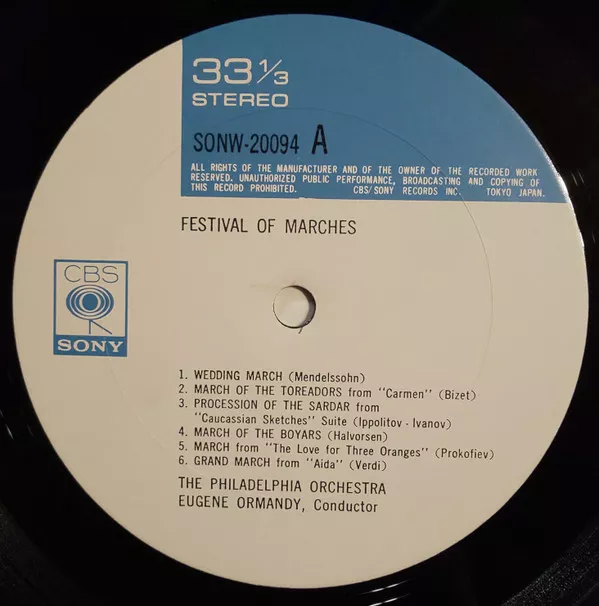 33 1/3
STEREO
SONW-20094 A
ALL RIGHTS OF THE MANUFACTURER AND OF THE OWNER OF THE RECORDED WORK
RESERVED. UNAUTHORIZED PUBLIC PERFORMANCE, BROADCASTING AND COPYING OF
THIS RECORD PROHIBITED. CBS/SONY RECORDS INC. TOKYO JAPAN.
FESTIVAL OF MARCHES
CBS
SONY
1. WEDDING MARCH (Mendelssohn)
2. MARCH OF THE TOREADORS from "Carmen" (Bizet)
3. PROCESSION OF THE SARDAR from
"Caucassian Sketches" Suite (Ippolitov - Ivanov)
4. MARCH OF THE BOYARS (Halvorsen)
5. MARCH from "The Love for Three Oranges" (Prokofiev)
6. GRAND MARCH from "Aida" (Verdi)
THE PHILADELPHIA ORCHESTRA
EUGENE ORMANDY, Conductor